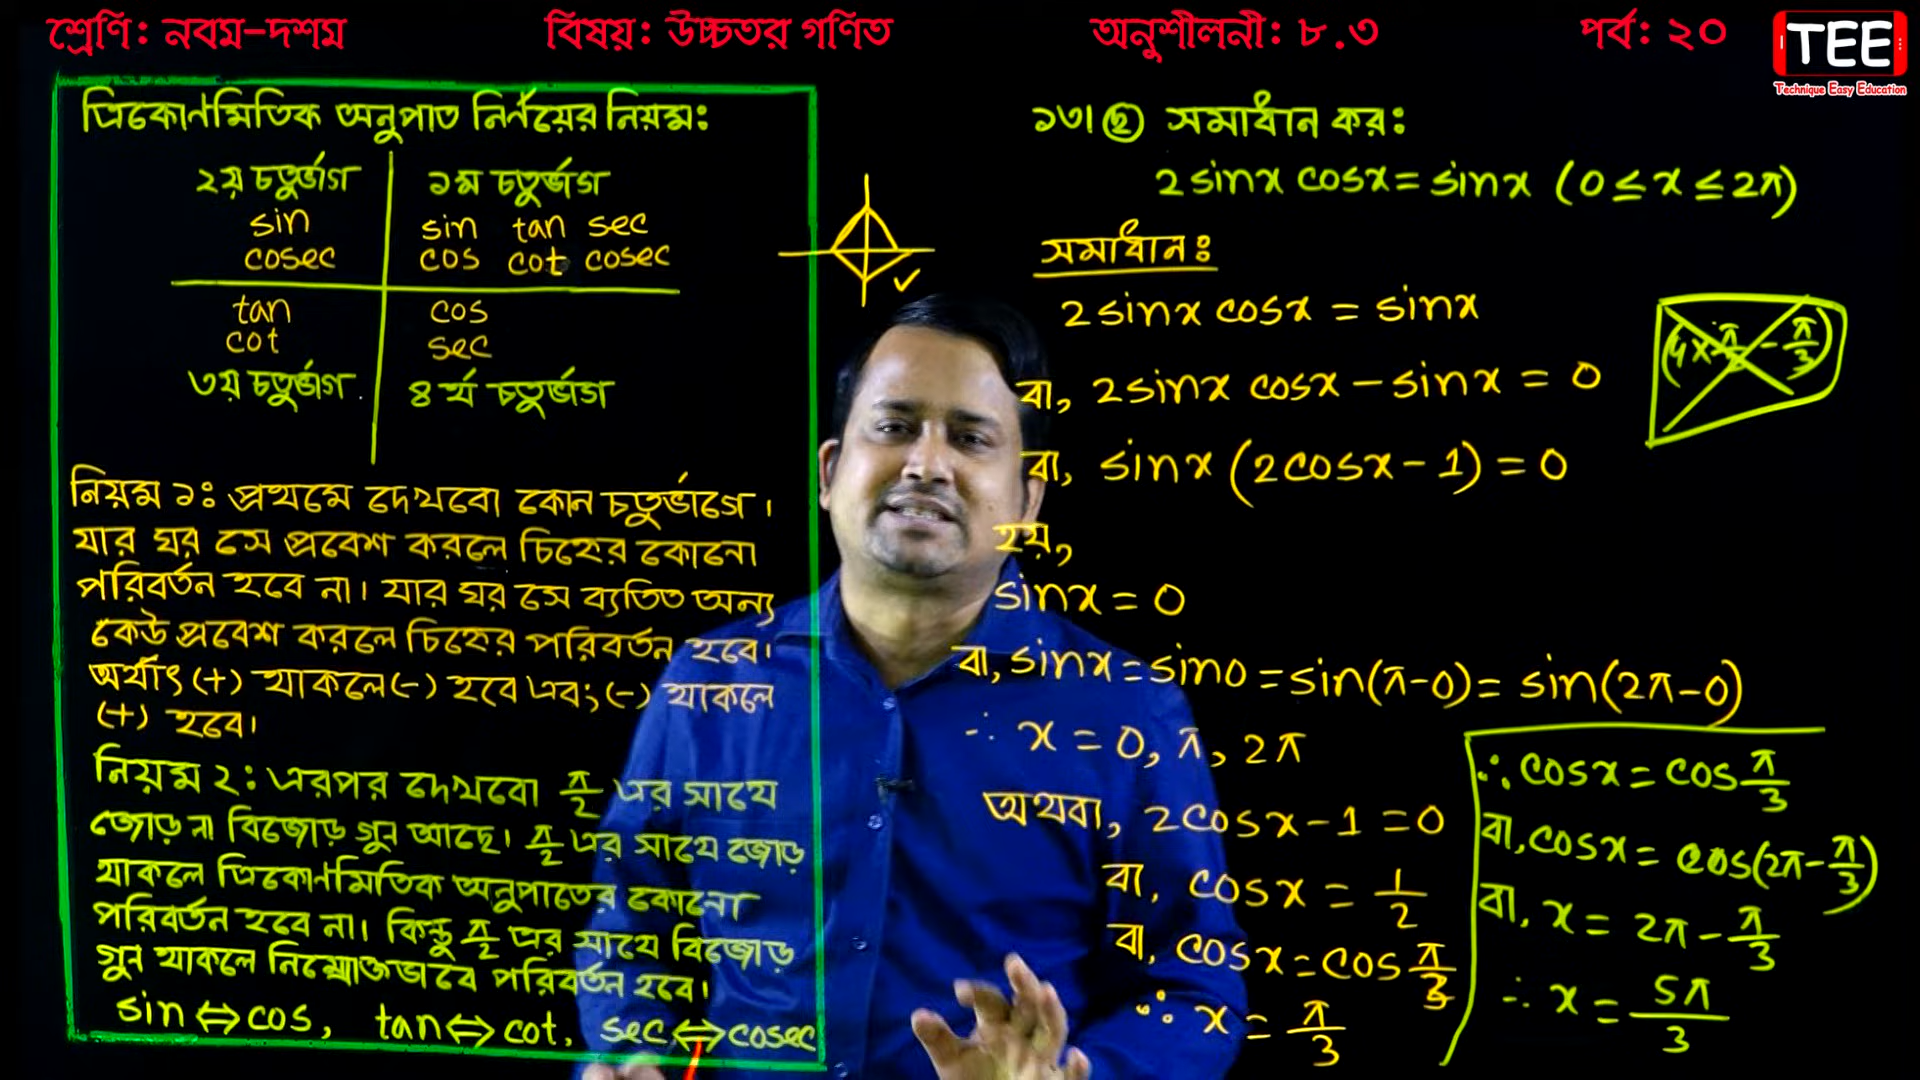 শ্রেণি: নবম-দশম
বিষয়: উচ্চতর গণিত
অনুশীলনী: ৮.৩
পর্ব: ২০
TEE
Technique Easy Education
ত্রিকোণমিতিক অনুপাত নির্ণয়ের নিয়ম:
২য় চতুর্ভাগ
sin
cosec
১ম চতুর্ভাগ
sin tan sec
cos cot cosec
tan
cot
৩য় চতুর্ভাগ
cos
sec
৪র্থ চতুর্ভাগ
নিয়ম ১: প্রথমে দেখবো কোন চতুর্ভাগে।
যার ঘর সে প্রবেশ করলে চিহ্নের কোনো
পরিবর্তন হবে না। যার ঘর সে ব্যতিত অন্য
কেউ প্রবেশ করলে চিহ্নের পরিবর্তন হবে।
অর্থাৎ (+) থাকলে (-) হবে এবং (-) থাকলে
(+) হবে।
নিয়ম ২: এরপর দেখবো π/2 এর সাথে
জোড় না বিজোড় গুন আছে। π/2 এর সাথে জোড়
থাকলে ত্রিকোণমিতিক অনুপাতের কোনো
পরিবর্তন হবে না। কিন্তু π/2 এর সাথে বিজোড়
গুন থাকলে নিম্মোক্তভাবে পরিবর্তন হবে।
sin ⇔ cos, tan ⇔ cot, sec ⇔ cosec
১৩। ছ সমাধান কর:
2 sinx cosx = sinx (0 ≤ x ≤ 2π)
সমাধান:
2 sinx cosx = sinx
বা, 2 sinx cosx - sinx = 0
বা, sinx (2cosx - 1) = 0
হয়,
sinx = 0
বা, sinx = sin0 = sin(π-0) = sin(2π-0)
∴ x = 0, π, 2π
অথবা, 2cosx - 1 = 0
বা, cosx = 1/2
বা, cosx = cos π/3
∴ x = π/3
∴ cosx = cos π/3
বা, cosx = cos(2π - π/3)
বা, x = 2π - π/3
∴ x = 5π/3